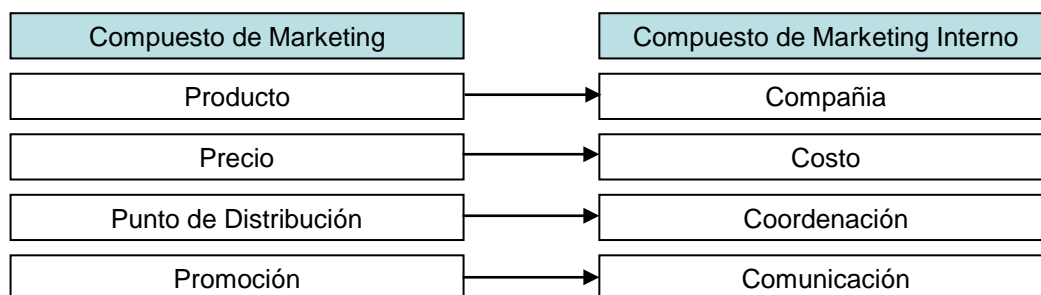 Compuesto de Marketing
Compuesto de Marketing Interno
Producto
Compañia
Precio
Costo
Punto de Distribución
Coordenación
Promoción
Comunicación